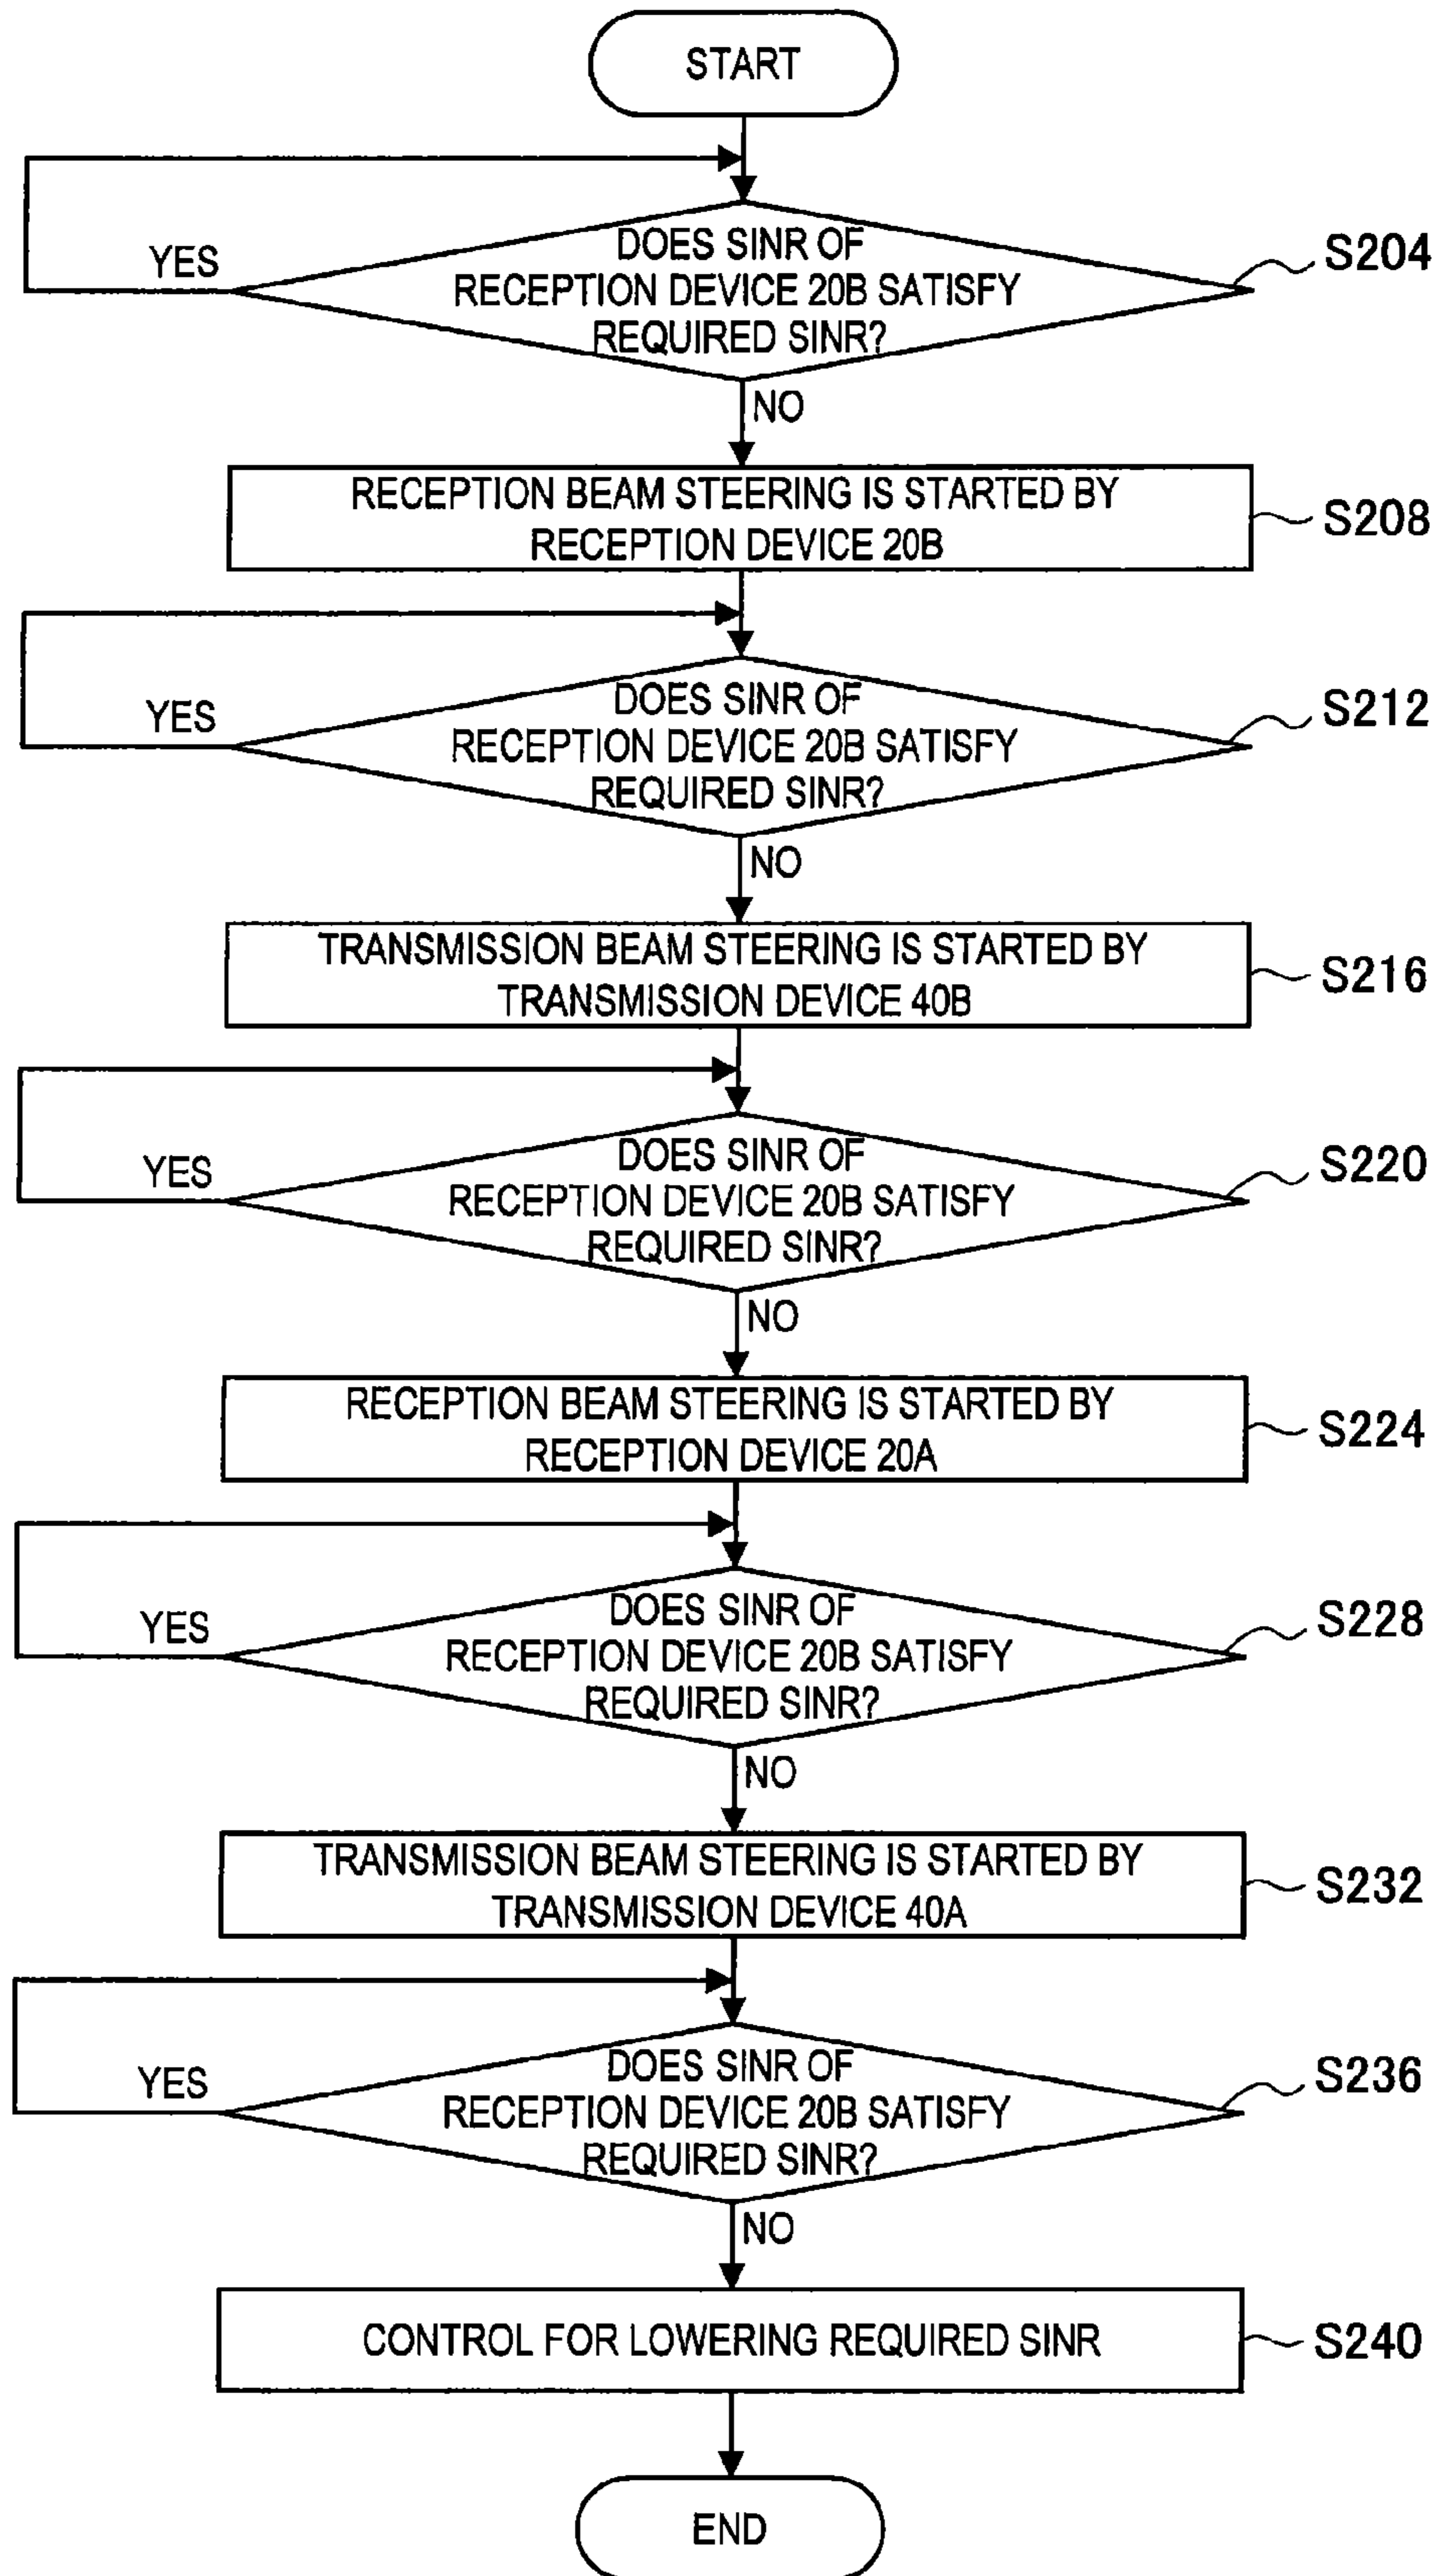 START
DOES SINR OF
RECEPTION DEVICE 20B SATISFY
REQUIRED SINR?
YES
S204
NO
RECEPTION BEAM STEERING IS STARTED BY
RECEPTION DEVICE 20B
S208
DOES SINR OF
RECEPTION DEVICE 20B SATISFY
REQUIRED SINR?
YES
S212
NO
TRANSMISSION BEAM STEERING IS STARTED BY
TRANSMISSION DEVICE 40B
S216
DOES SINR OF
RECEPTION DEVICE 20B SATISFY
REQUIRED SINR?
YES
S220
NO
RECEPTION BEAM STEERING IS STARTED BY
RECEPTION DEVICE 20A
S224
DOES SINR OF
RECEPTION DEVICE 20B SATISFY
REQUIRED SINR?
YES
S228
NO
TRANSMISSION BEAM STEERING IS STARTED BY
TRANSMISSION DEVICE 40A
S232
DOES SINR OF
RECEPTION DEVICE 20B SATISFY
REQUIRED SINR?
YES
S236
NO
CONTROL FOR LOWERING REQUIRED SINR
S240
END